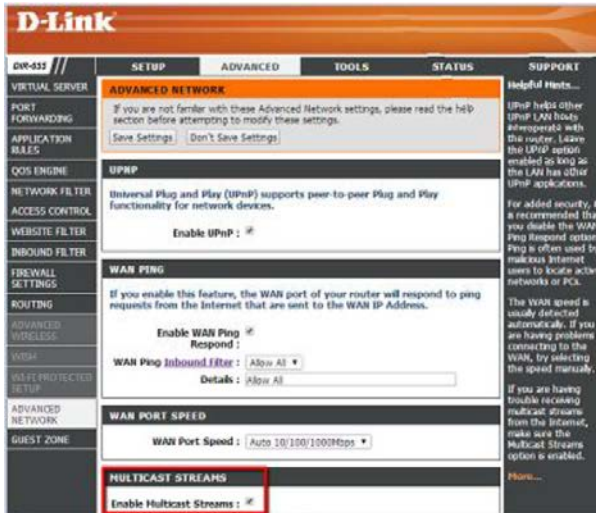 D-Link
DIR-655
SETUP
ADVANCED
TOOLS
STATUS
SUPPORT
VIRTUAL SERVER
PORT
FORWARDING
APPLICATION
RULES
QOS ENGINE
NETWORK FILTER
ACCESS CONTROL
WEBSITE FILTER
INBOUND FILTER
FIREWALL
SETTINGS
ROUTING
ADVANCED
WIRELESS
WISH
WI-FI PROTECTED
SETUP
ADVANCED
NETWORK
GUEST ZONE
ADVANCED NETWORK
If you are not familar with these Advanced Network settings, please read the help
section before attempting to modify these
settings.
Save Settings
Don't Save Settings
UPNP
Universal Plug and Play (UPnP) supports peer-to-peer Plug and Play
functionality for network devices.
Enable UPnP :
WAN PING
If you enable this feature, the WAN port of your router will respond to ping
requests from the Internet that are sent to the WAN IP Address.
Enable WAN Ping
Respond :
WAN Ping Inbound Filter : Allow All
Details : Allow All
WAN PORT SPEED
WAN Port Speed : Auto 10/100/1000Mbps
MULTICAST STREAMS
Enable Multicast Streams :
Helpful Hints...
UPnP helps other
UPnP LAN hosts
interoperate with
the router. Leave
the UPnP option
enabled as long as
the LAN has other
UPnP applications.
For added security, i
is recommended tha
you disable the WAN
Ping Respond option
Ping is often used by
malicious Internet
users to locate activ
networks or PCs.
The WAN speed is
usually detected
automatically. If you
are having problems
connecting to the
WAN, try selecting
the speed manually.
If you are having
trouble receiving
multicast streams
from the Internet,
make sure the
Multicast Streams
option is enabled.
More...